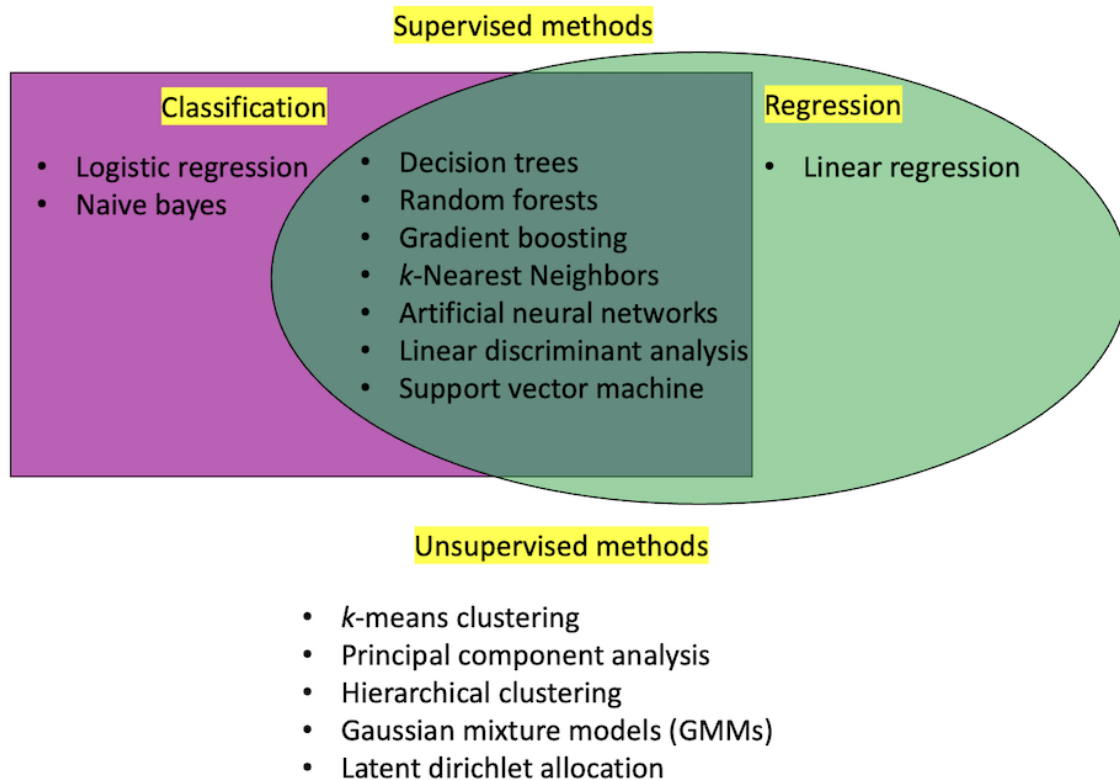 Supervised methods
Classification
• Logistic regression
• Naive bayes
• Decision trees
• Random forests
• Gradient boosting
• k-Nearest Neighbors
• Artificial neural networks
• Linear discriminant analysis
• Support vector machine
Regression
• Linear regression
Unsupervised methods
• k-means clustering
• Principal component analysis
• Hierarchical clustering
• Gaussian mixture models (GMMs)
• Latent dirichlet allocation